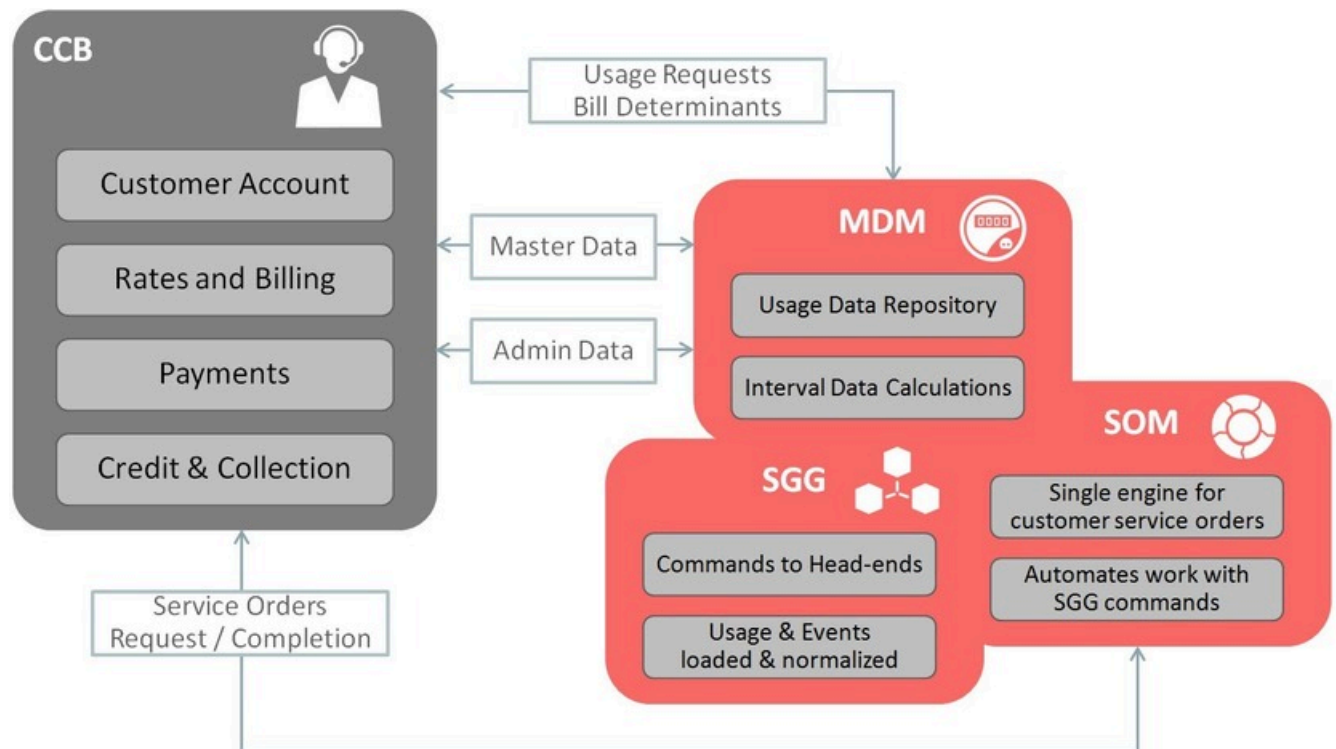 CCB
Customer Account
Rates and Billing
Payments
Credit & Collection
Usage Requests
Bill Determinants
Master Data
Admin Data
Service Orders
Request / Completion
MDM
0000
Usage Data Repository
Interval Data Calculations
SGG
Commands to Head-ends
Usage & Events
loaded & normalized
SOM
Single engine for
customer service orders
Automates work with
SGG commands